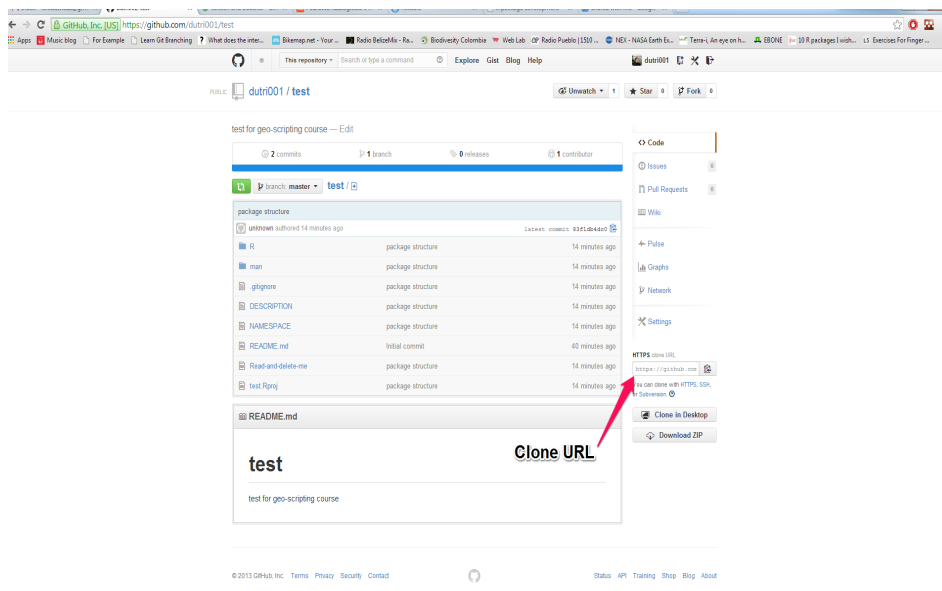 GitHub, Inc. [US] https://github.com/dutri001/test
Apps Music blog For Example Learn Git Branching What does the inter... Bikemap.net - Your ... Radio BelizeMix - Ra... Biodiversity Colombia Web Lab Radio Pueblo |1510 ... NEX - NASA Earth Ex... Terra-i, An eye on h... EBONE 10 R packages I wish... LS Exercises For Finger ...
This repository Search or type a command Explore Gist Blog Help dutri001
PUBLIC dutri001 / test Unwatch 1 Star 0 Fork 0
test for geo-scripting course — Edit
2 commits 1 branch 0 releases 1 contributor
branch: master test /
package structure
unknown authored 14 minutes ago latest commit 83f1db4dc0
R package structure 14 minutes ago
man package structure 14 minutes ago
.gitignore package structure 14 minutes ago
DESCRIPTION package structure 14 minutes ago
NAMESPACE package structure 14 minutes ago
README.md Initial commit 40 minutes ago
Read-and-delete-me package structure 14 minutes ago
test.Rproj package structure 14 minutes ago
README.md
test
test for geo-scripting course
Code
Issues 0
Pull Requests 0
Wiki
Pulse
Graphs
Network
Settings
HTTPS clone URL
https://github.com
You can clone with HTTPS, SSH,
or Subversion.
Clone in Desktop
Download ZIP
Clone URL
© 2013 GitHub, Inc. Terms Privacy Security Contact Status API Training Shop Blog About